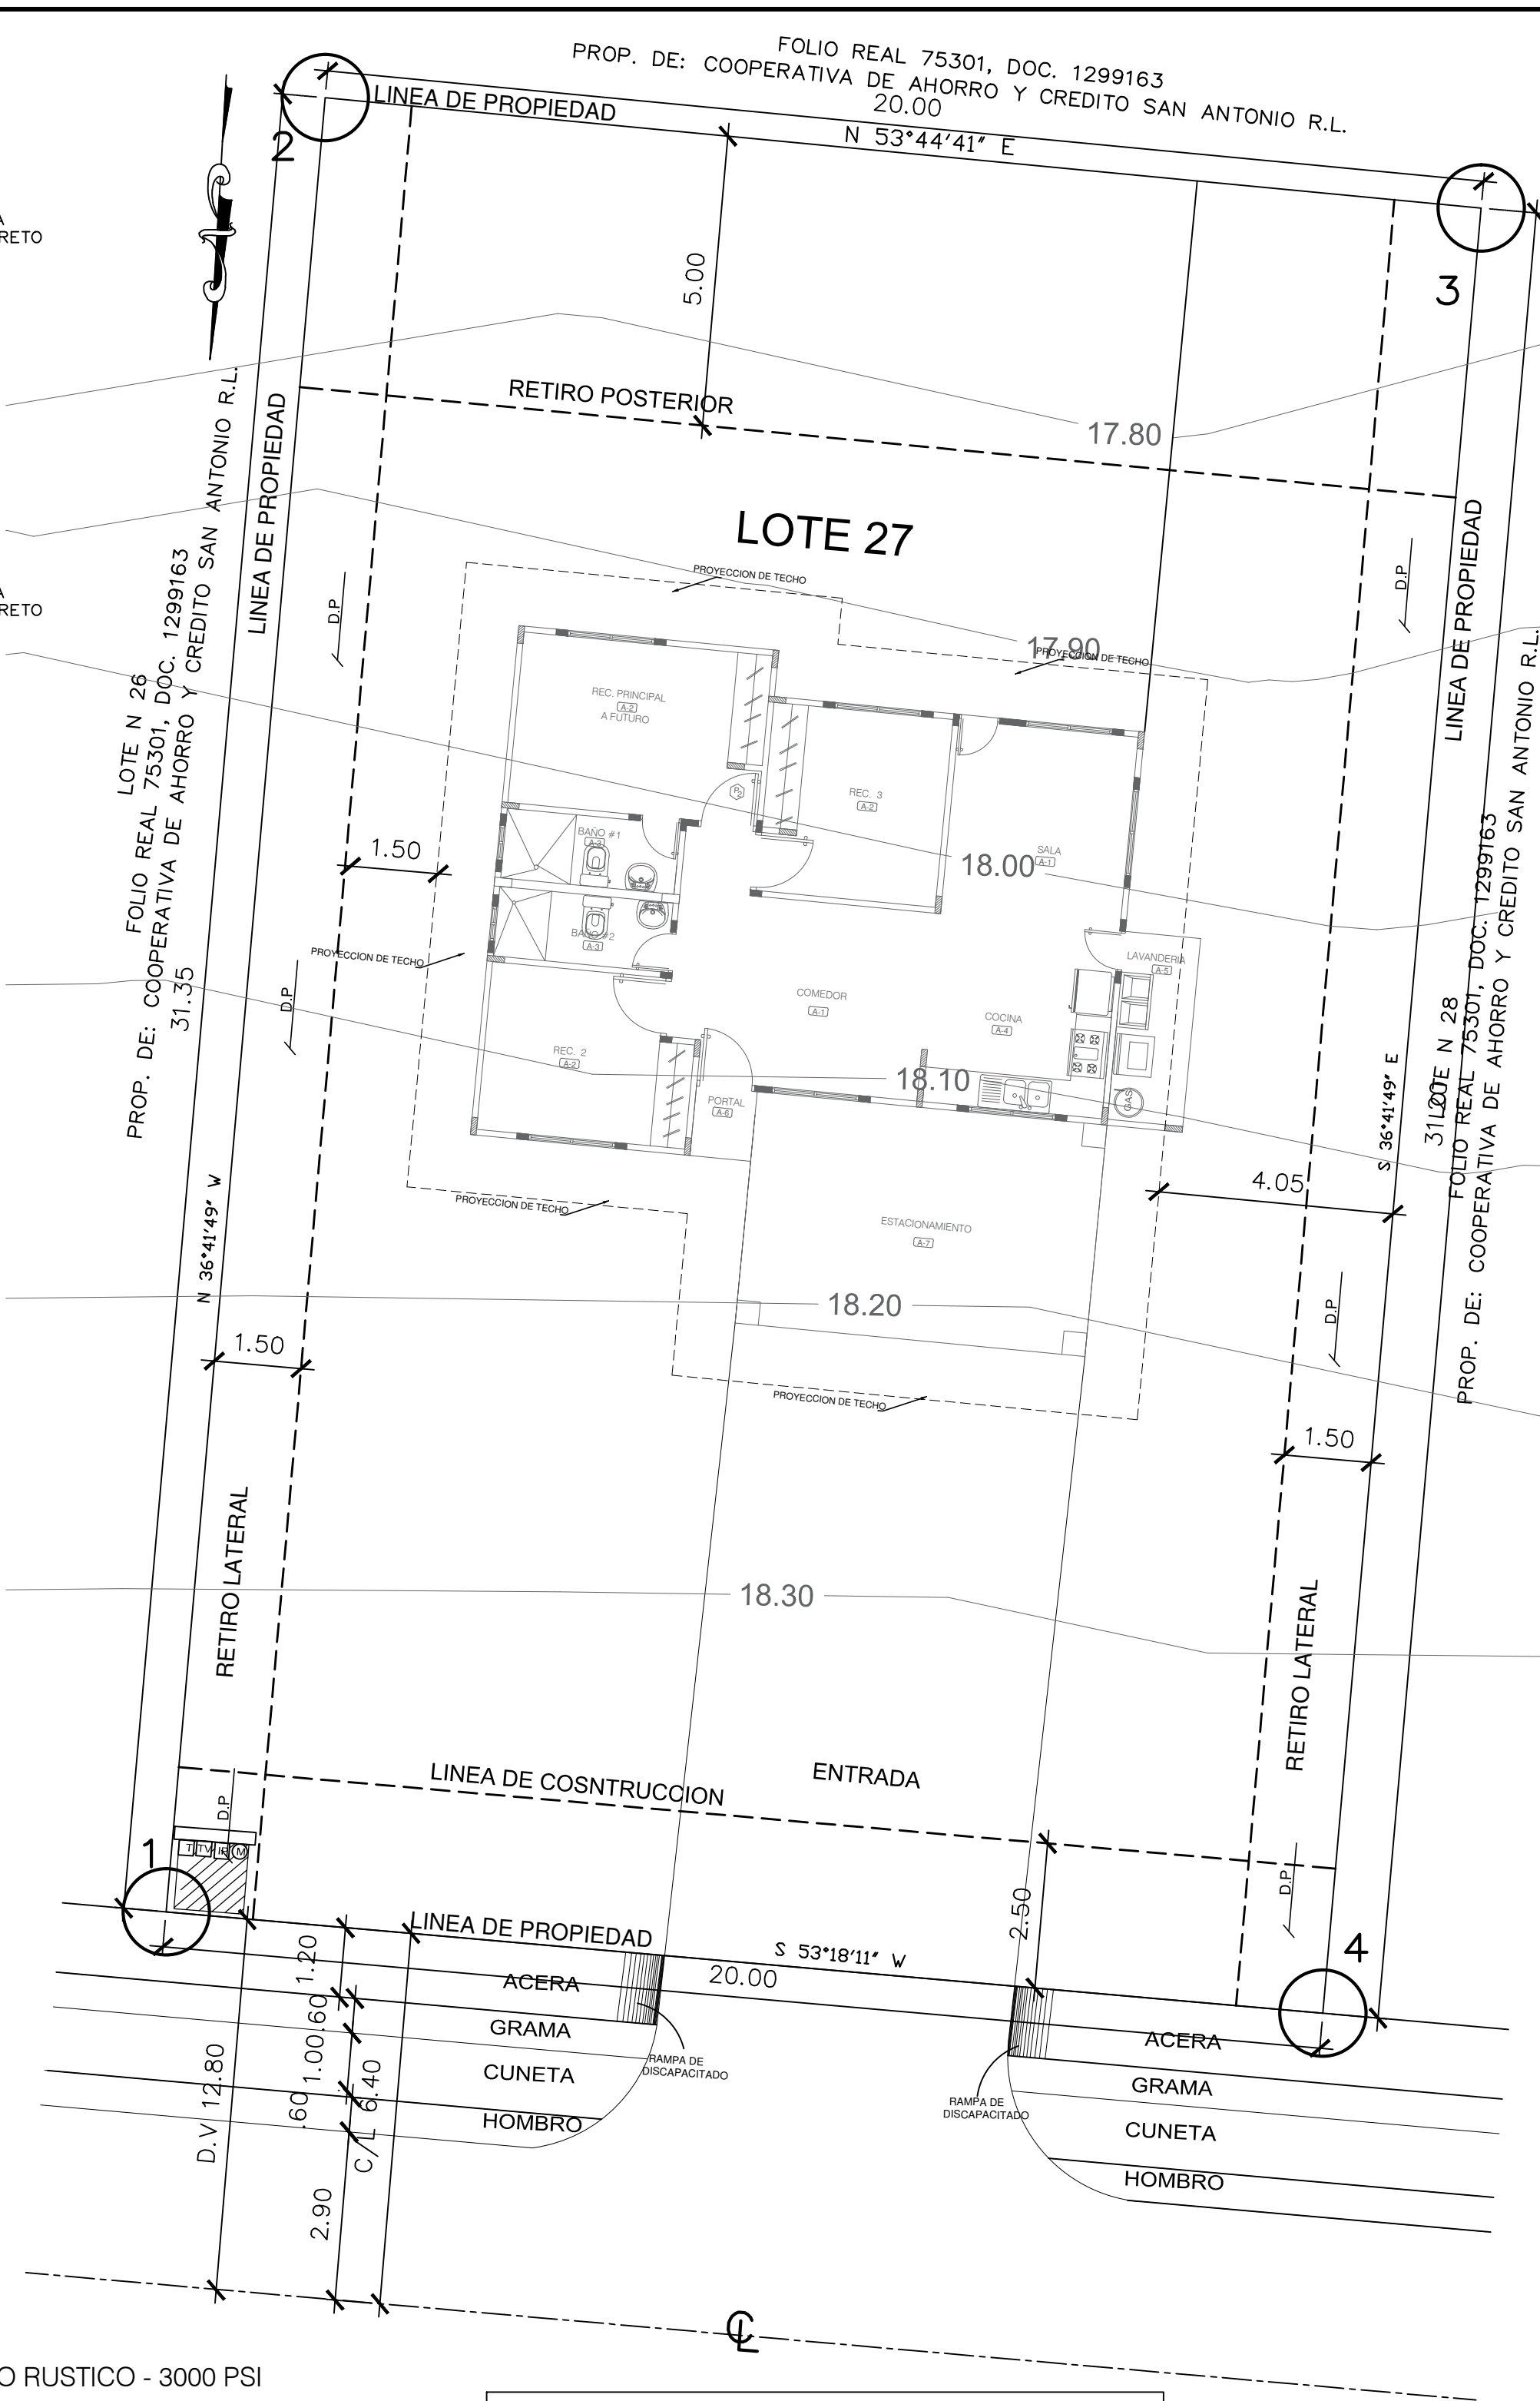 FOLIO REAL 75301, DOC. 1299163
PROP. DE: COOPERATIVA DE AHORRO Y CREDITO SAN ANTONIO R.L.
20.00
LINEA DE PROPIEDAD
N 53°44'41" E
2
3
RETO
5.00
RETIRO POSTERIOR
17.80
LINEA DE PROPIEDAD
LOTE 27
LINEA DE PROPIEDAD
D.P
D.P
RETO
PROYECCION DE TECHO
17.90
PROYECCION DE TECHO
LOTE N 26
FOLIO REAL 75301, DOC. 1299163
PROP. DE: COOPERATIVA DE AHORRO Y CREDITO SAN ANTONIO R.L.
31.35
REC. PRINCIPAL
A-2
A FUTURO
P2
REC. 3
A-2
BAÑO #1
A-3
SALA
A-1
18.00
1.50
BAÑO #2
A-3
PROYECCION DE TECHO
LAVANDERIA
A-5
D.P
COMEDOR
A-1
COCINA
A-4
REC. 2
A-2
18.10
PORTAL
A-6
GAS
LOTE N 28
FOLIO REAL 75301, DOC. 1299163
PROP. DE: COOPERATIVA DE AHORRO Y CREDITO SAN ANTONIO R.L.
S 36°41'49" E
N 36°41'49" W
4.05
PROYECCION DE TECHO
ESTACIONAMIENTO
A-7
18.20
D.P
1.50
PROYECCION DE TECHO
1.50
RETIRO LATERAL
18.30
RETIRO LATERAL
LINEA DE COSNTRUCCION
ENTRADA
D.P
1
T
TV
M
D.P
2.50
LINEA DE PROPIEDAD
S 53°18'11" W
20.00
4
1.20
ACERA
ACERA
.60
GRAMA
GRAMA
1.00
CUNETA
CUNETA
.60
HOMBRO
HOMBRO
RAMPA DE
DISCAPACITADO
RAMPA DE
DISCAPACITADO
D.V 12.80
C/L 6.40
2.90
CL
O RUSTICO - 3000 PSI